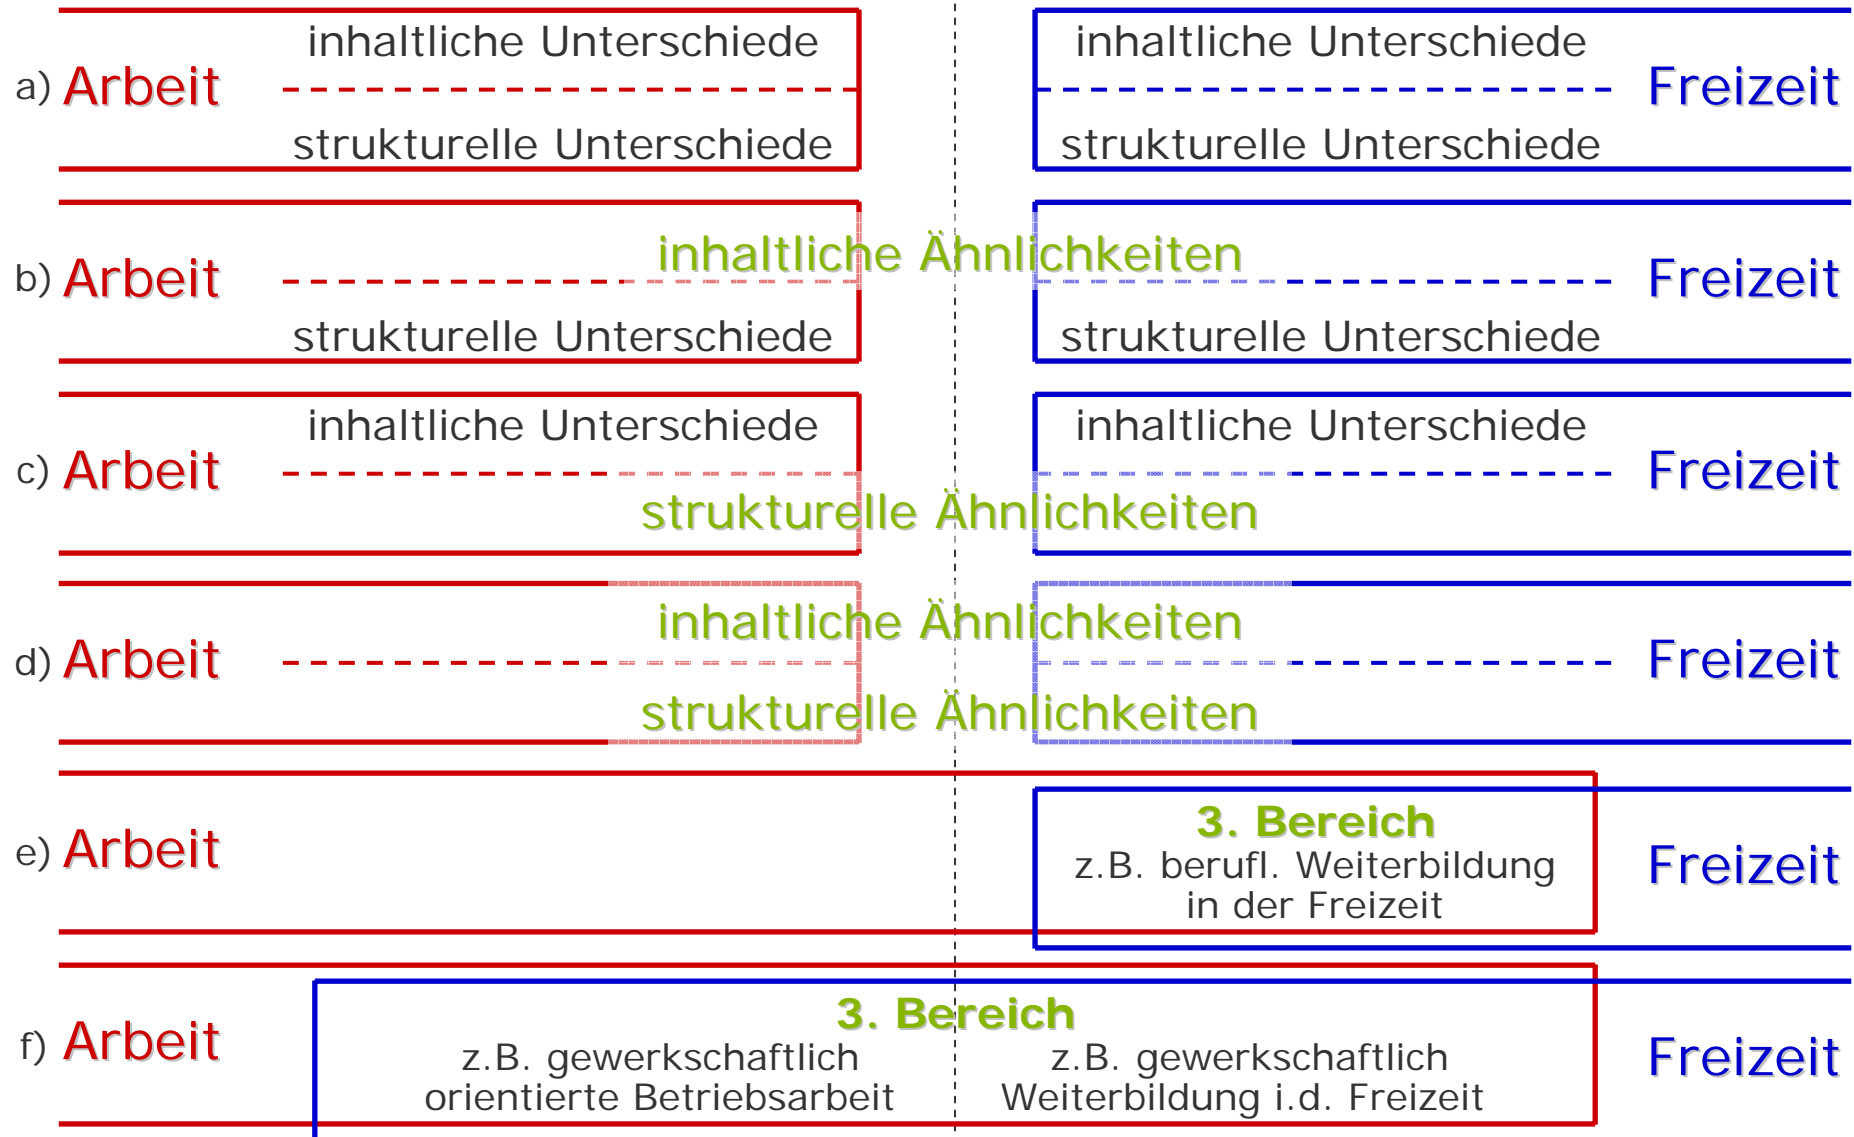 inhaltliche Unterschiede inhaltliche Unterschiede
a) Arbeit Freizeit
strukturelle Unterschiede strukturelle Unterschiede
inhaltliche Ähnlichkeiten
b) Arbeit Freizeit
strukturelle Unterschiede strukturelle Unterschiede
inhaltliche Unterschiede inhaltliche Unterschiede
c) Arbeit Freizeit
strukturelle Ähnlichkeiten
inhaltliche Ähnlichkeiten
d) Arbeit Freizeit
strukturelle Ähnlichkeiten
3. Bereich
e) Arbeit z.B. berufl. Weiterbildung Freizeit
in der Freizeit
3. Bereich
f) Arbeit z.B. gewerkschaftlich z.B. gewerkschaftlich Freizeit
orientierte Betriebsarbeit Weiterbildung i.d. Freizeit